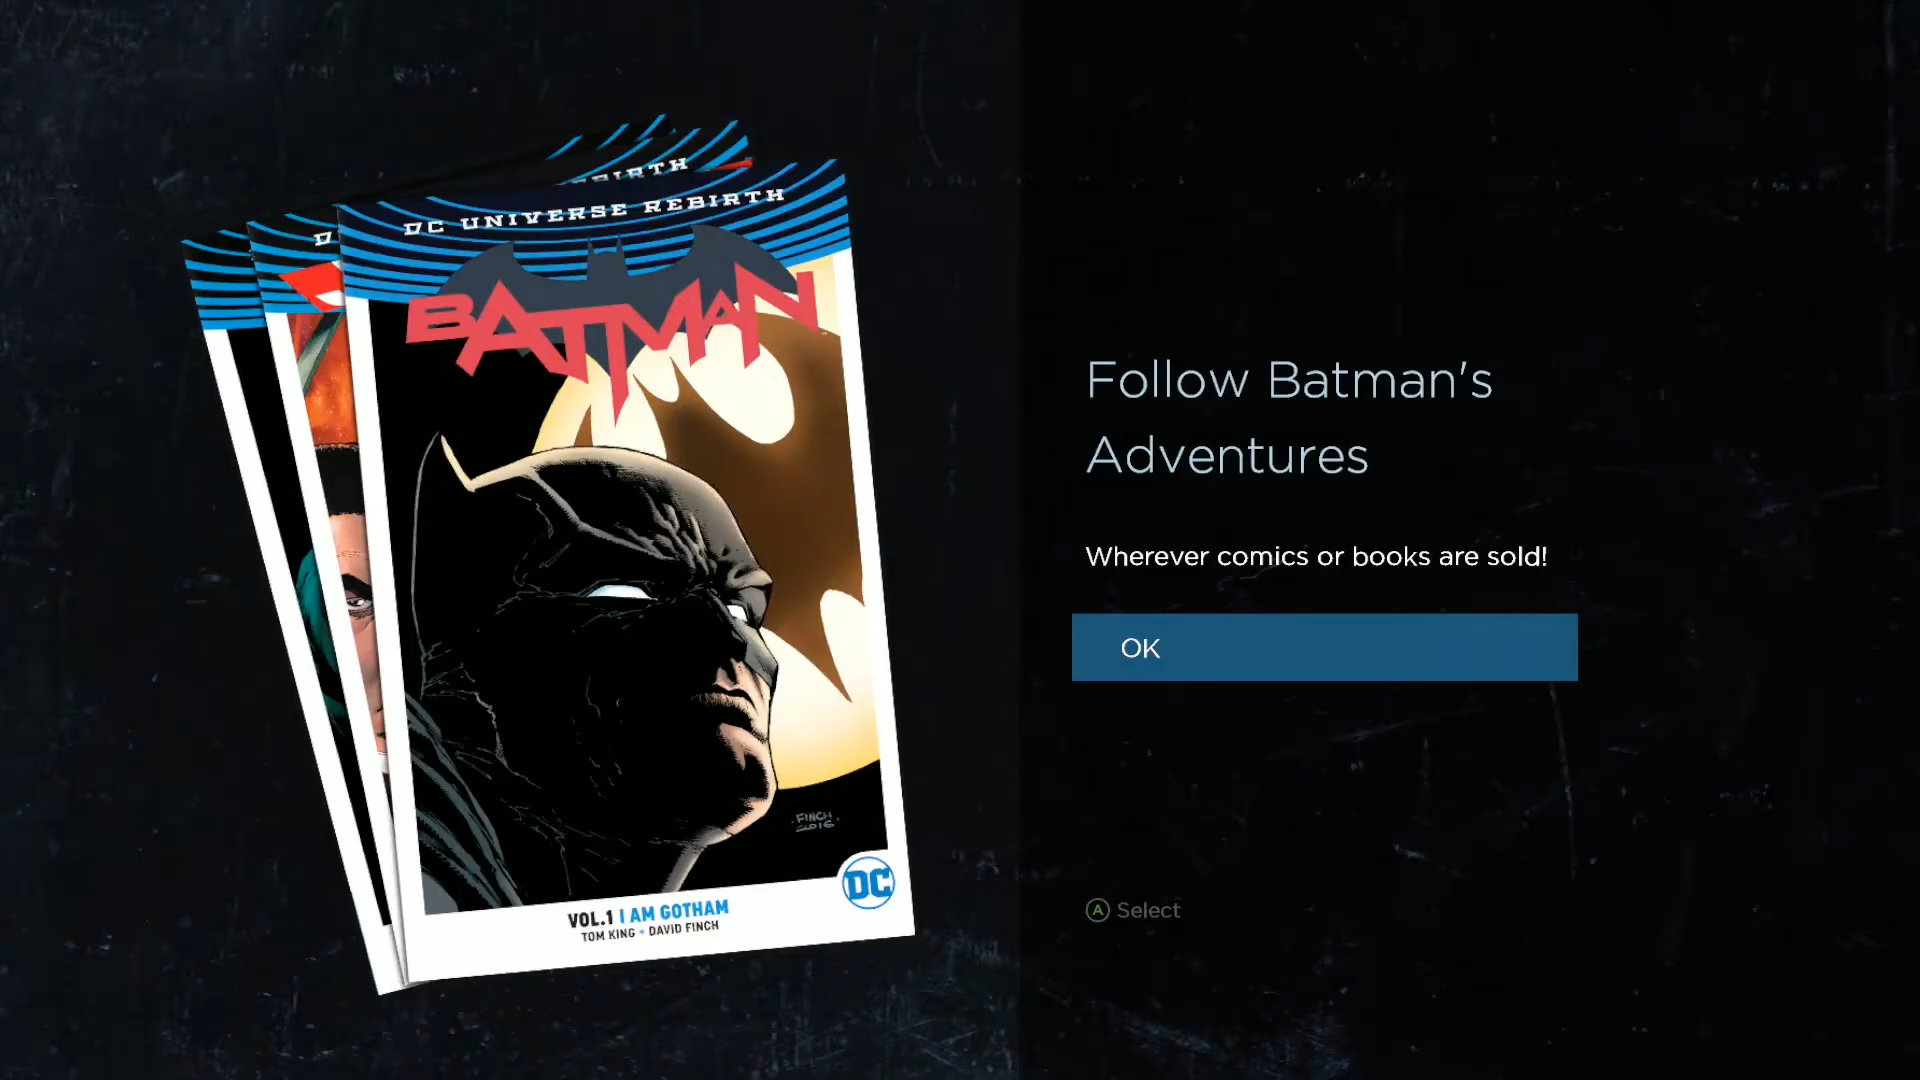 DC UNIVERSE REBIRTH
BATMAN
FINCH
2016
VOL.1 I AM GOTHAM
TOM KING • DAVID FINCH
DC
Follow Batman's
Adventures
Wherever comics or books are sold!
OK
A Select